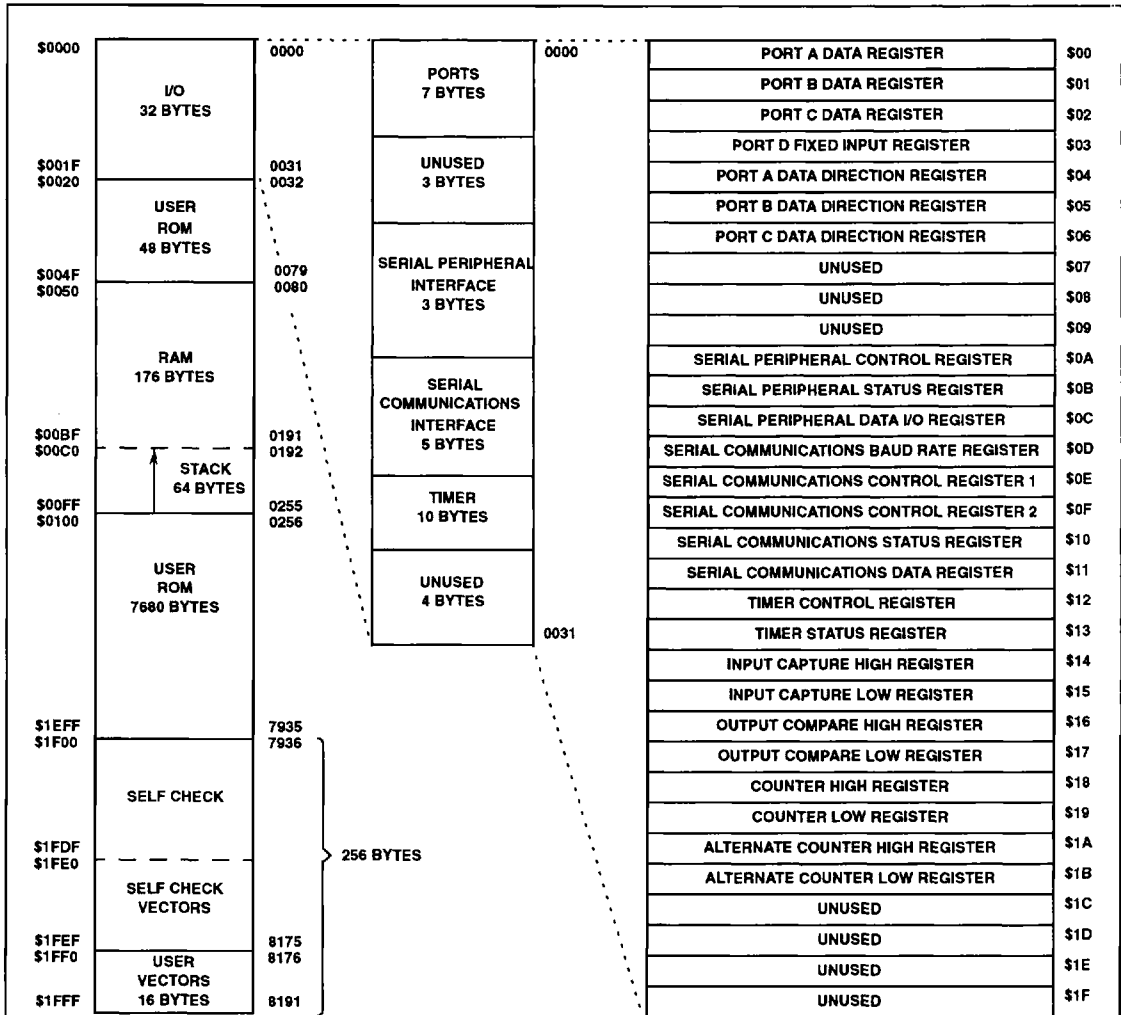 $0000
I/O
32 BYTES
0000
$001F
0031
$0020
0032
USER
ROM
48 BYTES
$004F
0079
$0050
0080
RAM
176 BYTES
$00BF
0191
$00C0
0192
STACK
64 BYTES
$00FF
0255
$0100
0256
USER
ROM
7680 BYTES
$1EFF
7935
$1F00
7936
SELF CHECK
$1FDF
$1FE0
256 BYTES
SELF CHECK
VECTORS
$1FEF
8175
$1FF0
8176
USER
VECTORS
16 BYTES
$1FFF
8191
0000
PORTS
7 BYTES
UNUSED
3 BYTES
SERIAL PERIPHERAL
INTERFACE
3 BYTES
SERIAL
COMMUNICATIONS
INTERFACE
5 BYTES
TIMER
10 BYTES
UNUSED
4 BYTES
0031
PORT A DATA REGISTER $00
PORT B DATA REGISTER $01
PORT C DATA REGISTER $02
PORT D FIXED INPUT REGISTER $03
PORT A DATA DIRECTION REGISTER $04
PORT B DATA DIRECTION REGISTER $05
PORT C DATA DIRECTION REGISTER $06
UNUSED $07
UNUSED $08
UNUSED $09
SERIAL PERIPHERAL CONTROL REGISTER $0A
SERIAL PERIPHERAL STATUS REGISTER $0B
SERIAL PERIPHERAL DATA I/O REGISTER $0C
SERIAL COMMUNICATIONS BAUD RATE REGISTER $0D
SERIAL COMMUNICATIONS CONTROL REGISTER 1 $0E
SERIAL COMMUNICATIONS CONTROL REGISTER 2 $0F
SERIAL COMMUNICATIONS STATUS REGISTER $10
SERIAL COMMUNICATIONS DATA REGISTER $11
TIMER CONTROL REGISTER $12
TIMER STATUS REGISTER $13
INPUT CAPTURE HIGH REGISTER $14
INPUT CAPTURE LOW REGISTER $15
OUTPUT COMPARE HIGH REGISTER $16
OUTPUT COMPARE LOW REGISTER $17
COUNTER HIGH REGISTER $18
COUNTER LOW REGISTER $19
ALTERNATE COUNTER HIGH REGISTER $1A
ALTERNATE COUNTER LOW REGISTER $1B
UNUSED $1C
UNUSED $1D
UNUSED $1E
UNUSED $1F